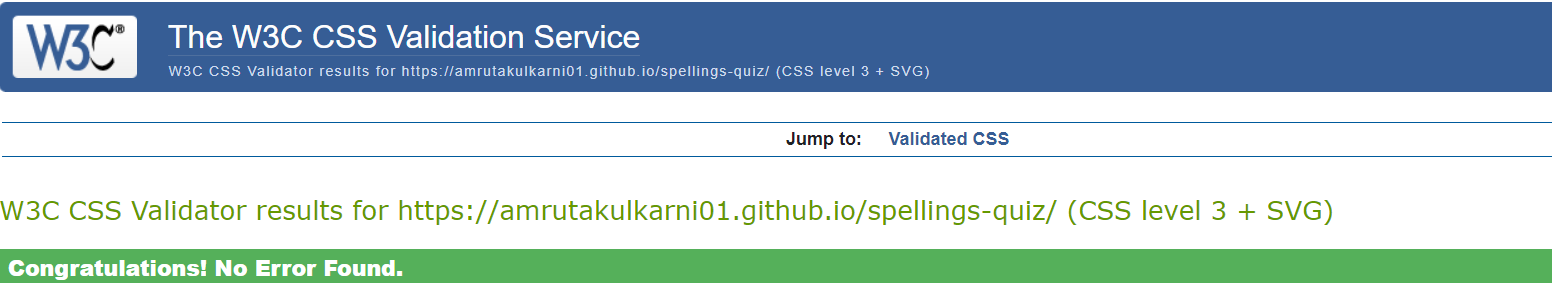 W3C®
The W3C CSS Validation Service
W3C CSS Validator results for https://amrutakulkarni01.github.io/spellings-quiz/ (CSS level 3 + SVG)
Jump to: Validated CSS
W3C CSS Validator results for https://amrutakulkarni01.github.io/spellings-quiz/ (CSS level 3 + SVG)
Congratulations! No Error Found.